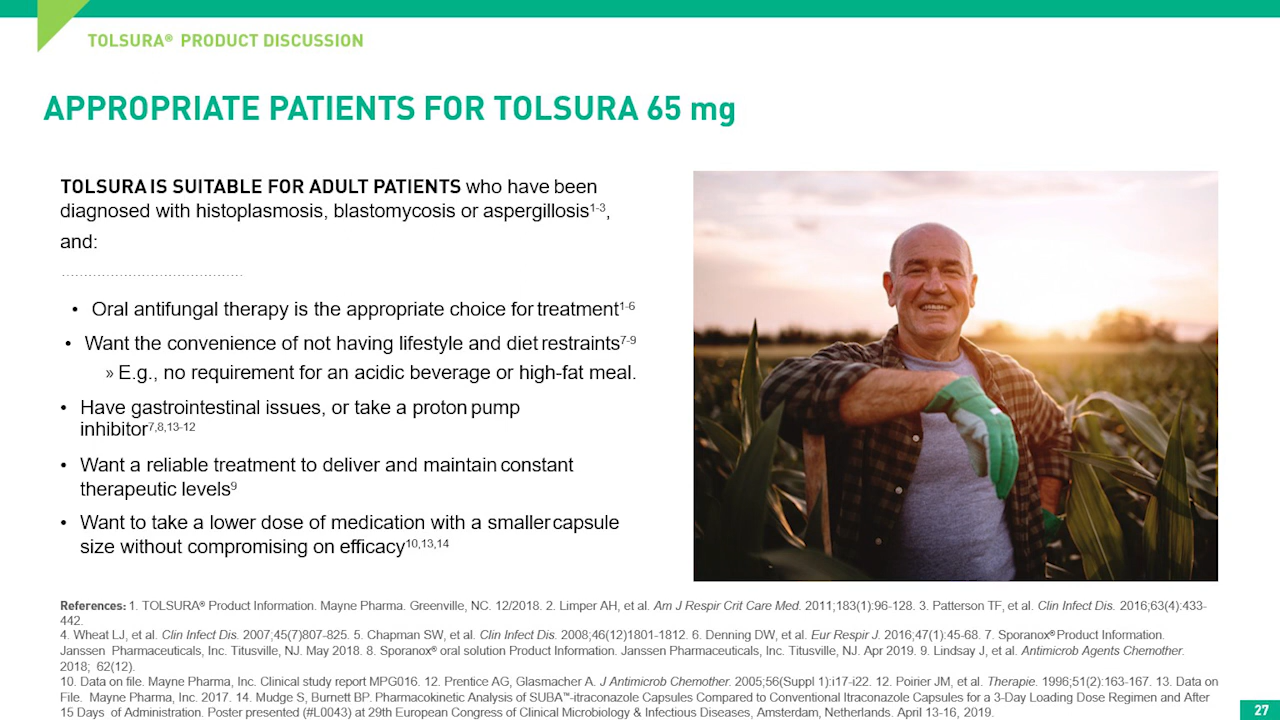 TOLSURA® PRODUCT DISCUSSION
APPROPRIATE PATIENTS FOR TOLSURA 65 mg
TOLSURA IS SUITABLE FOR ADULT PATIENTS who have been
diagnosed with histoplasmosis, blastomycosis or aspergillosis1-3,
and:
• Oral antifungal therapy is the appropriate choice for treatment1-6
• Want the convenience of not having lifestyle and diet restraints7-9
» E.g., no requirement for an acidic beverage or high-fat meal.
• Have gastrointestinal issues, or take a proton pump
inhibitor7,8,13-12
• Want a reliable treatment to deliver and maintain constant
therapeutic levels9
• Want to take a lower dose of medication with a smaller capsule
size without compromising on efficacy10,13,14
References: 1. TOLSURA® Product Information. Mayne Pharma. Greenville, NC. 12/2018. 2. Limper AH, et al. Am J Respir Crit Care Med. 2011;183(1):96-128. 3. Patterson TF, et al. Clin Infect Dis. 2016;63(4):433-
442.
4. Wheat LJ, et al. Clin Infect Dis. 2007;45(7)807-825. 5. Chapman SW, et al. Clin Infect Dis. 2008;46(12)1801-1812. 6. Denning DW, et al. Eur Respir J. 2016;47(1):45-68. 7. Sporanox® Product Information.
Janssen Pharmaceuticals, Inc. Titusville, NJ. May 2018. 8. Sporanox® oral solution Product Information. Janssen Pharmaceuticals, Inc. Titusville, NJ. Apr 2019. 9. Lindsay J, et al. Antimicrob Agents Chemother.
2018; 62(12).
10. Data on file. Mayne Pharma, Inc. Clinical study report MPG016. 12. Prentice AG, Glasmacher A. J Antimicrob Chemother. 2005;56(Suppl 1):i17-i22. 12. Poirier JM, et al. Therapie. 1996;51(2):163-167. 13. Data on
File. Mayne Pharma, Inc. 2017. 14. Mudge S, Burnett BP. Pharmacokinetic Analysis of SUBA™-itraconazole Capsules Compared to Conventional Itraconazole Capsules for a 3-Day Loading Dose Regimen and After
15 Days of Administration. Poster presented (#L0043) at 29th European Congress of Clinical Microbiology & Infectious Diseases, Amsterdam, Netherlands. April 13-16, 2019.
27